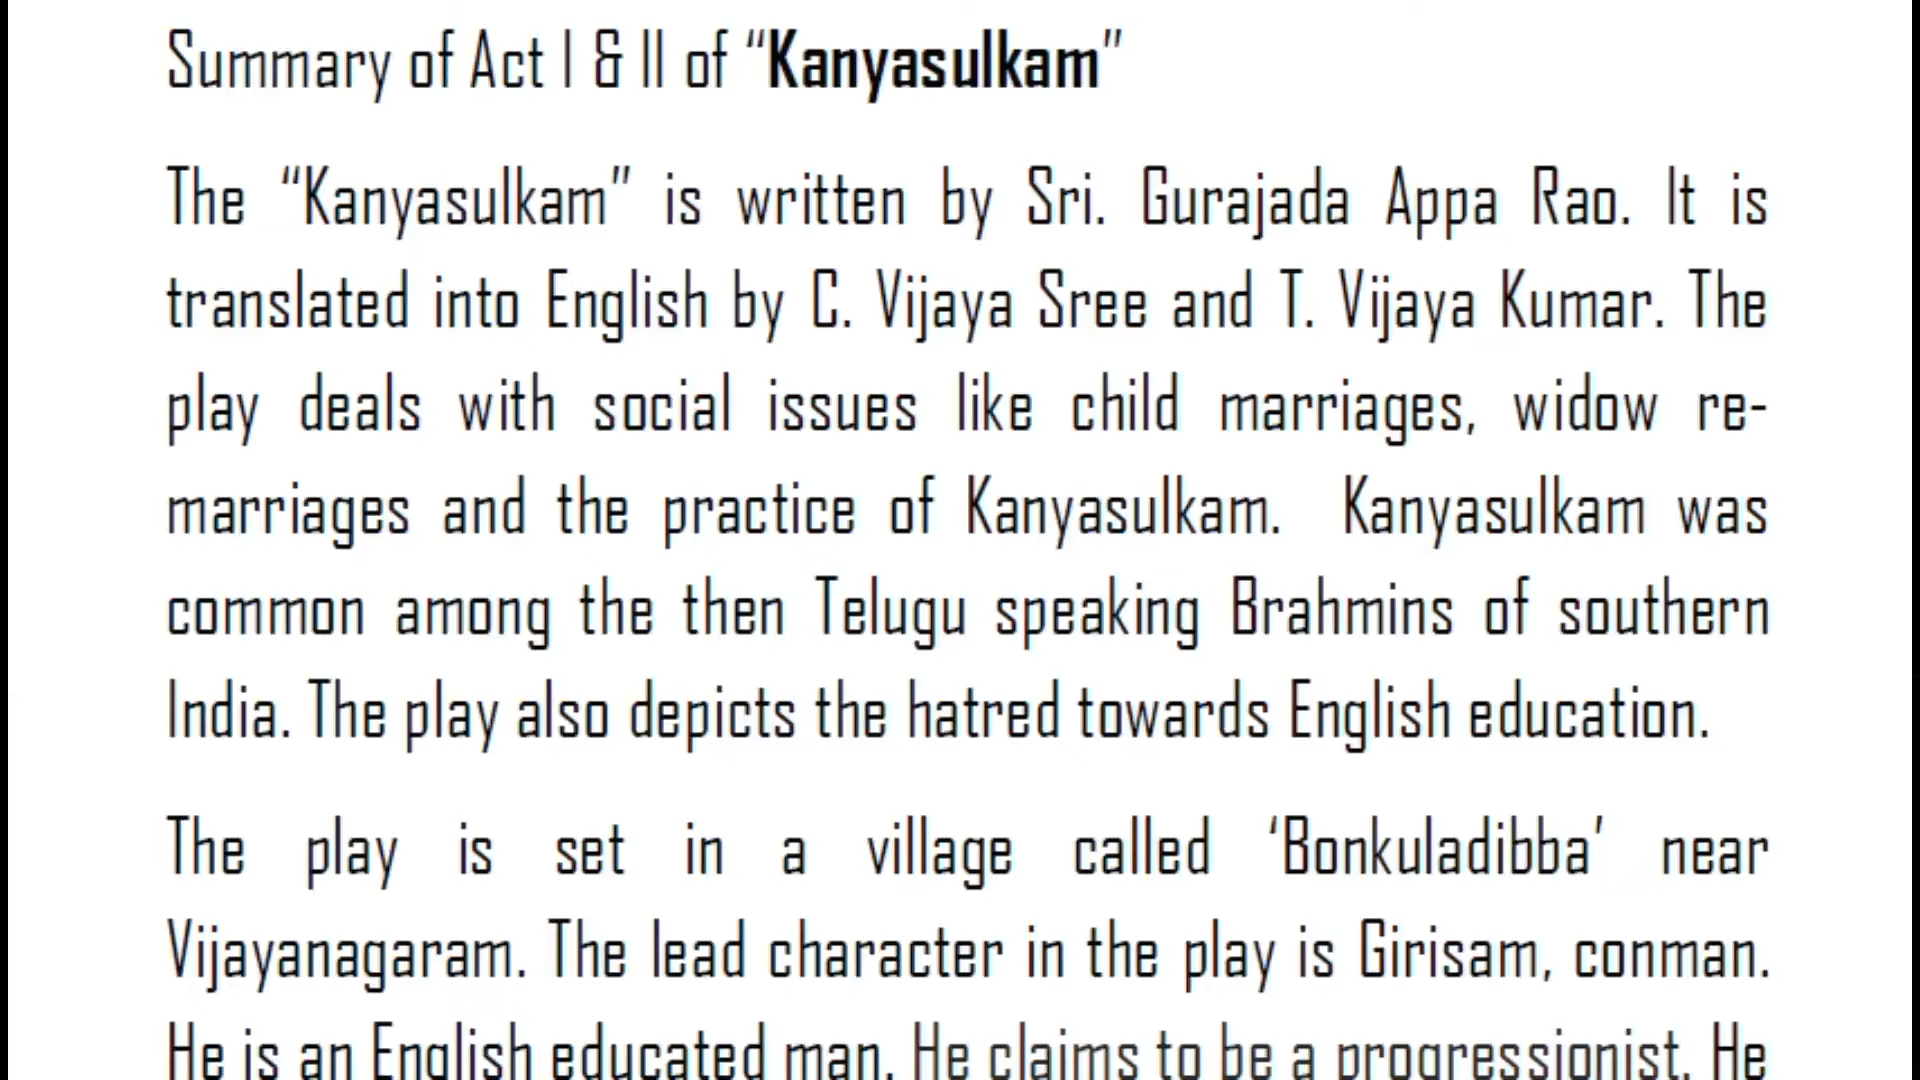 Summary of Act I & II of “Kanyasulkam”
The “Kanyasulkam” is written by Sri. Gurajada Appa Rao. It is
translated into English by C. Vijaya Sree and T. Vijaya Kumar. The
play deals with social issues like child marriages, widow re-
marriages and the practice of Kanyasulkam. Kanyasulkam was
common among the then Telugu speaking Brahmins of southern
India. The play also depicts the hatred towards English education.
The play is set in a village called ‘Bonkuladibba’ near
Vijayanagaram. The lead character in the play is Girisam, conman.
He is an English educated man. He claims to be a progressionist. He